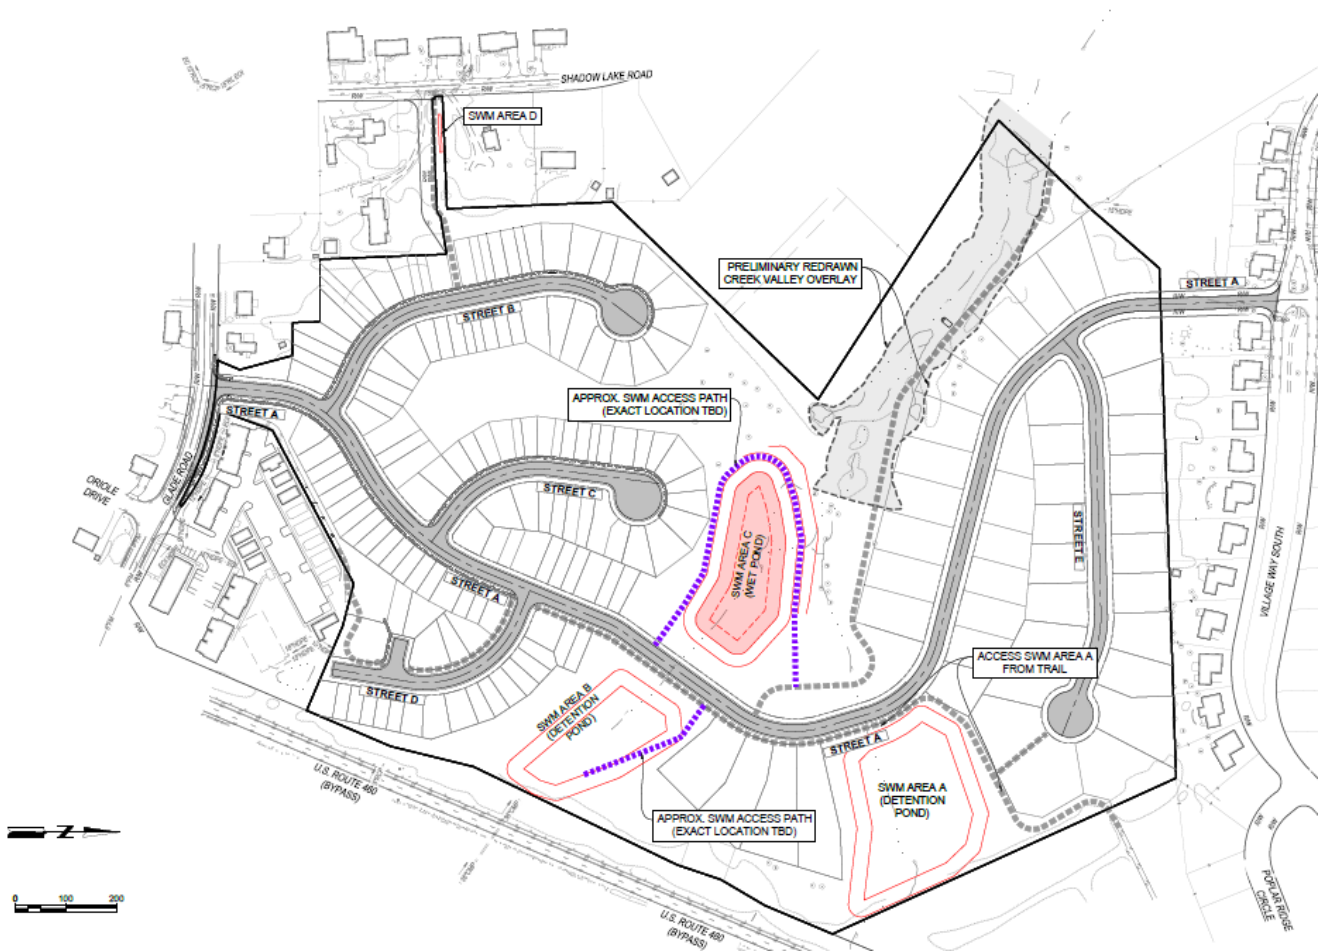 SHADOW LAKE ROAD
R/W
SWM AREA D
PRELIMINARY REDRAWN
CREEK VALLEY OVERLAY
STREET A
R/W
R/W
STREET B
APPROX. SWM ACCESS PATH
(EXACT LOCATION TBD)
STREET A
GLADE ROAD
ORIOLE
DRIVE
STREET C
SWM AREA C
(WET POND)
STREET E
VILLAGE WAY SOUTH
STREET A
ACCESS SWM AREA A
FROM TRAIL
STREET D
SWM AREA B
(DETENTION
POND)
STREET A
SWM AREA A
(DETENTION
POND)
U.S. ROUTE 460
(BYPASS)
APPROX. SWM ACCESS PATH
(EXACT LOCATION TBD)
Z
0 100 200
POPLAR RIDGE
CIRCLE
U.S. ROUTE 460
(BYPASS)